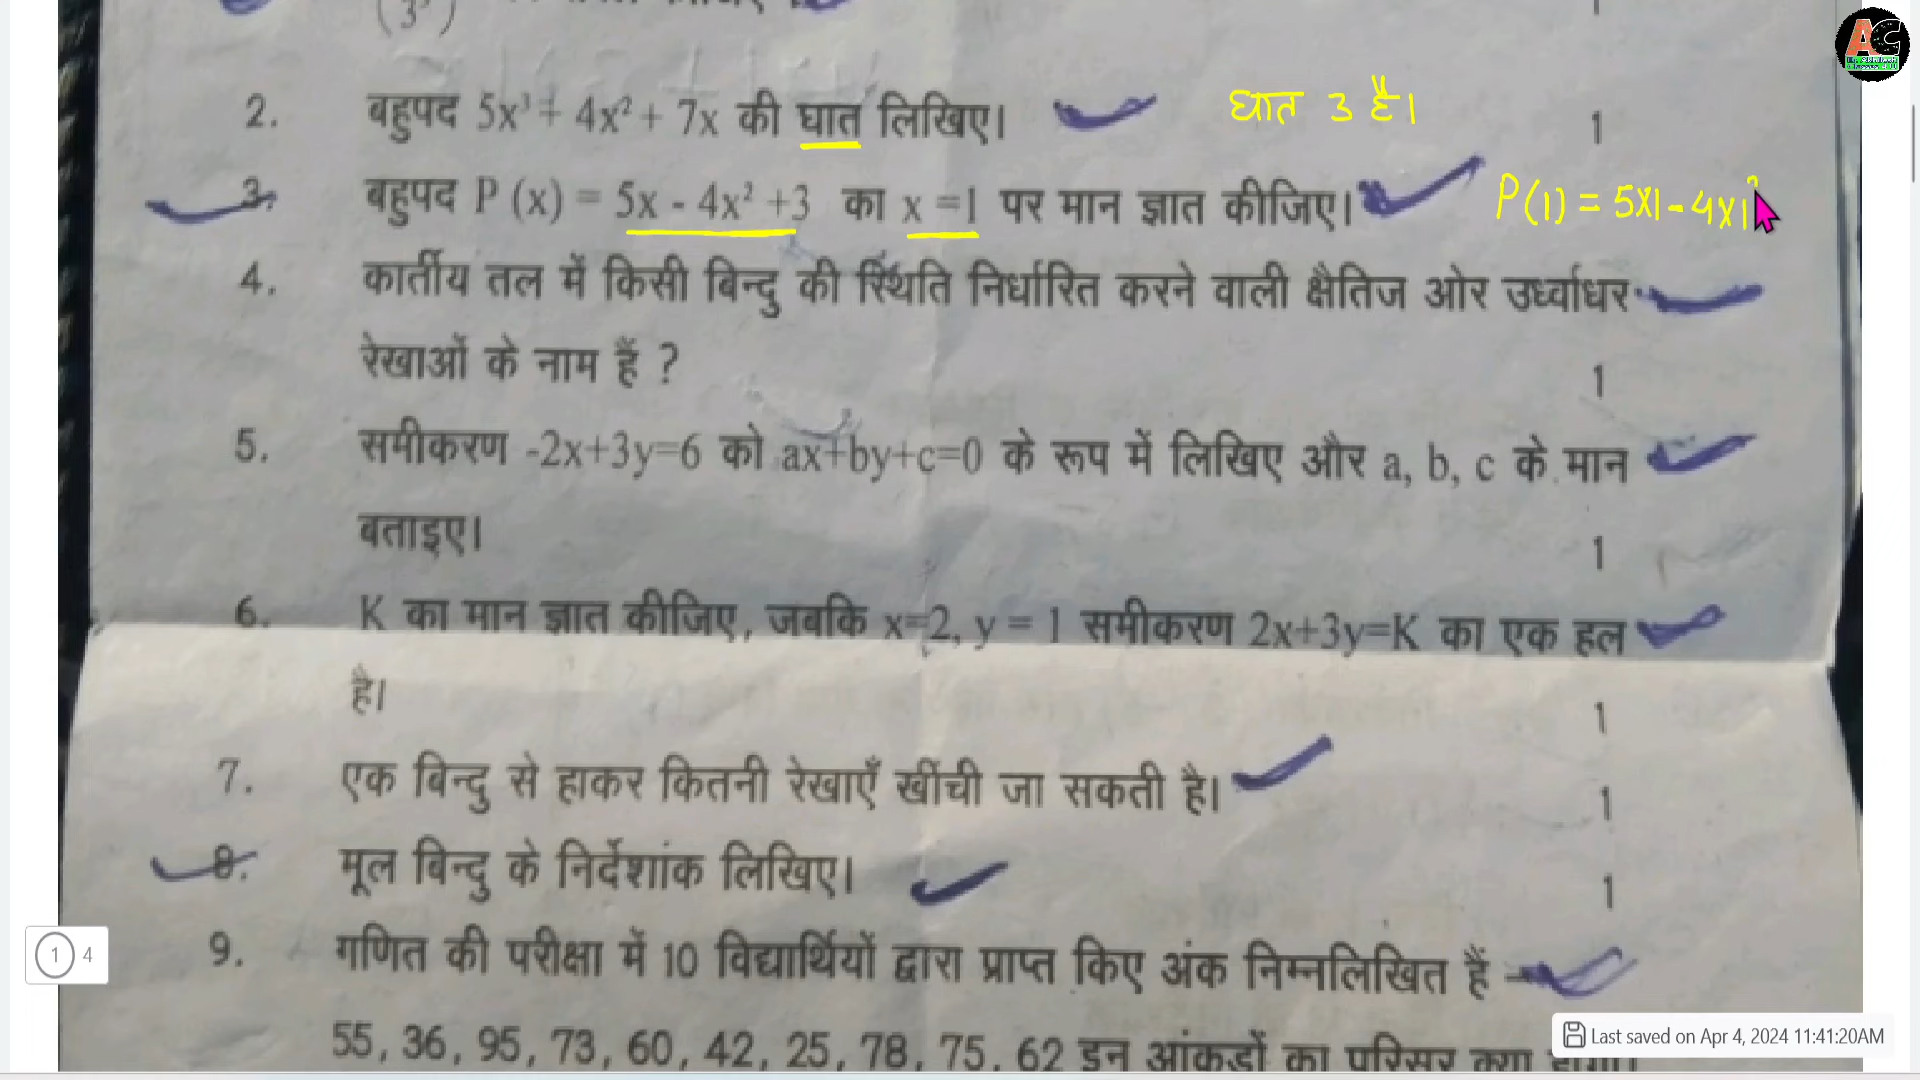 (3
2. बहुपद 5x³ + 4x² + 7x की घात लिखिए। घात 3 है। 1
3. बहुपद P (x) = 5x - 4x² +3 का x =1 पर मान ज्ञात कीजिए। P(1) = 5x1 - 4x1²
4. कार्तीय तल में किसी बिन्दु की स्थिति निर्धारित करने वाली क्षैतिज ओर उर्ध्वाधर
रेखाओं के नाम हैं ? 1
5. समीकरण -2x+3y=6 को ax+by+c=0 के रूप में लिखिए और a, b, c के मान
बताइए। 1
6. K का मान ज्ञात कीजिए, जबकि x=2, y = 1 समीकरण 2x+3y=K का एक हल
है। 1
7. एक बिन्दु से हाकर कितनी रेखाएँ खींची जा सकती है। 1
8. मूल बिन्दु के निर्देशांक लिखिए। 1
9. गणित की परीक्षा में 10 विद्यार्थियों द्वारा प्राप्त किए अंक निम्नलिखित हैं –
55, 36, 95, 73, 60, 42, 25, 78, 75, 62 इन आंकडों का परिसर क्या होगा।
AC
1 4
Last saved on Apr 4, 2024 11:41:20AM